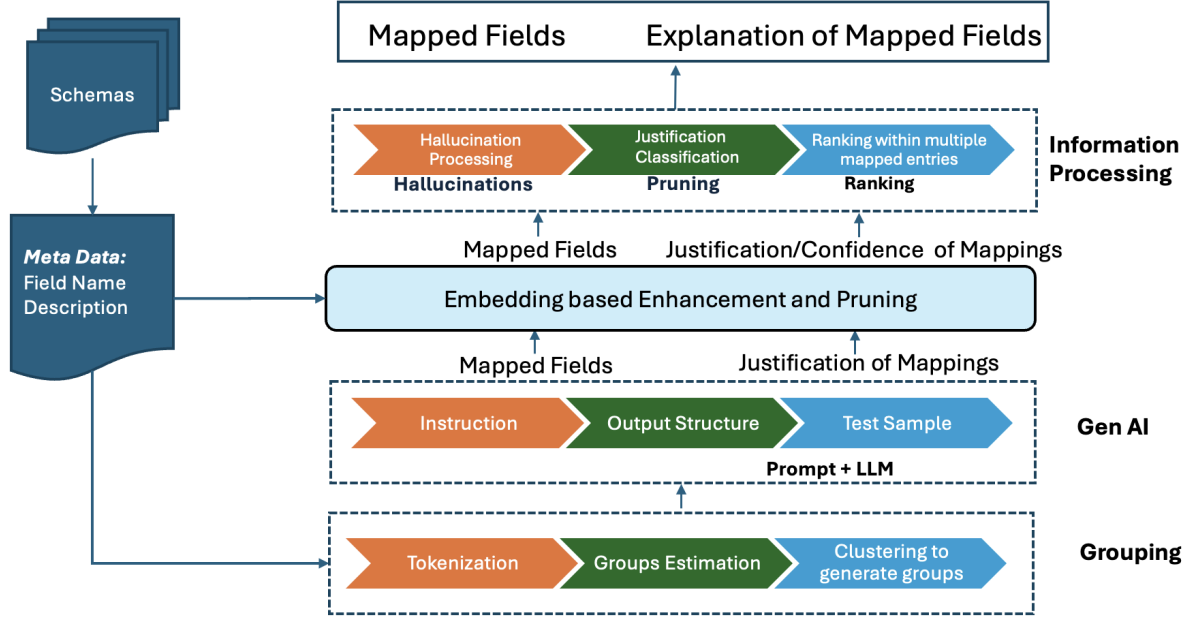 Mapped Fields
Explanation of Mapped Fields
Schemas
Hallucination
Processing
Justification
Classification
Ranking within multiple
mapped entries
Hallucinations
Pruning
Ranking
Information
Processing
Mapped Fields
Justification/Confidence of Mappings
Meta Data:
Field Name
Description
Embedding based Enhancement and Pruning
Mapped Fields
Justification of Mappings
Instruction
Output Structure
Test Sample
Prompt + LLM
Gen AI
Tokenization
Groups Estimation
Clustering to
generate groups
Grouping